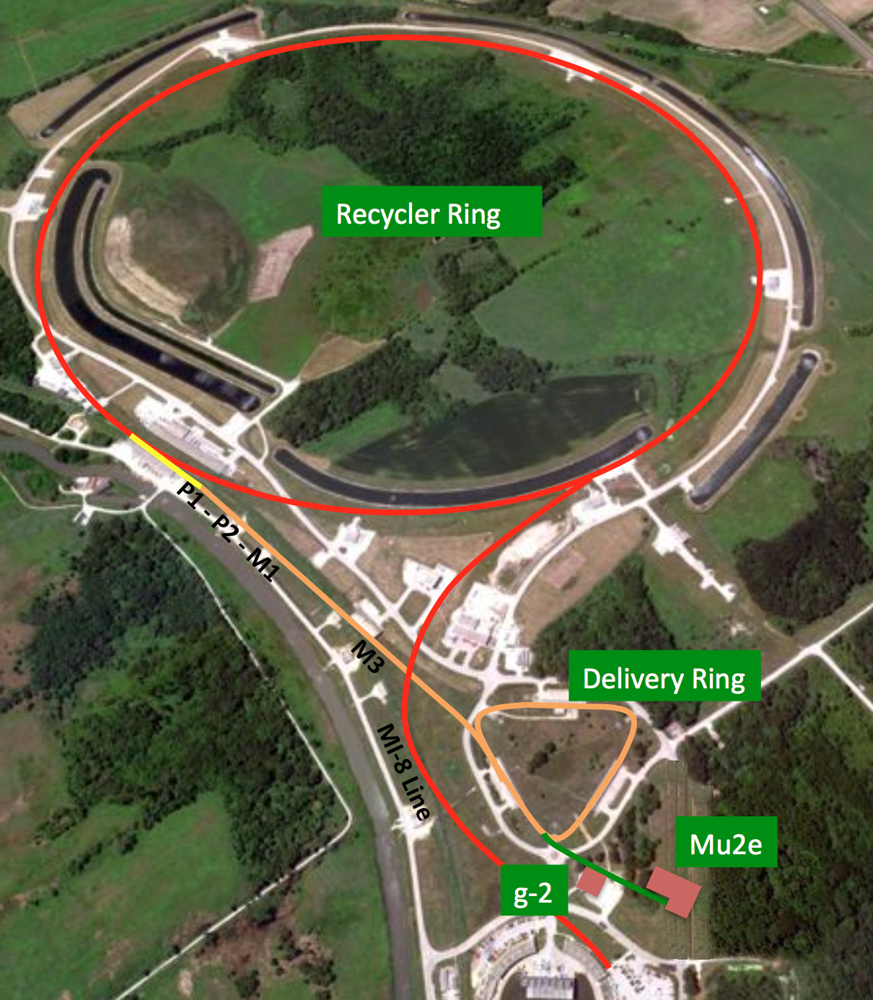 Recycler Ring
P1 - P2 - M1
M3
Delivery Ring
MI-8 Line
Mu2e
g-2